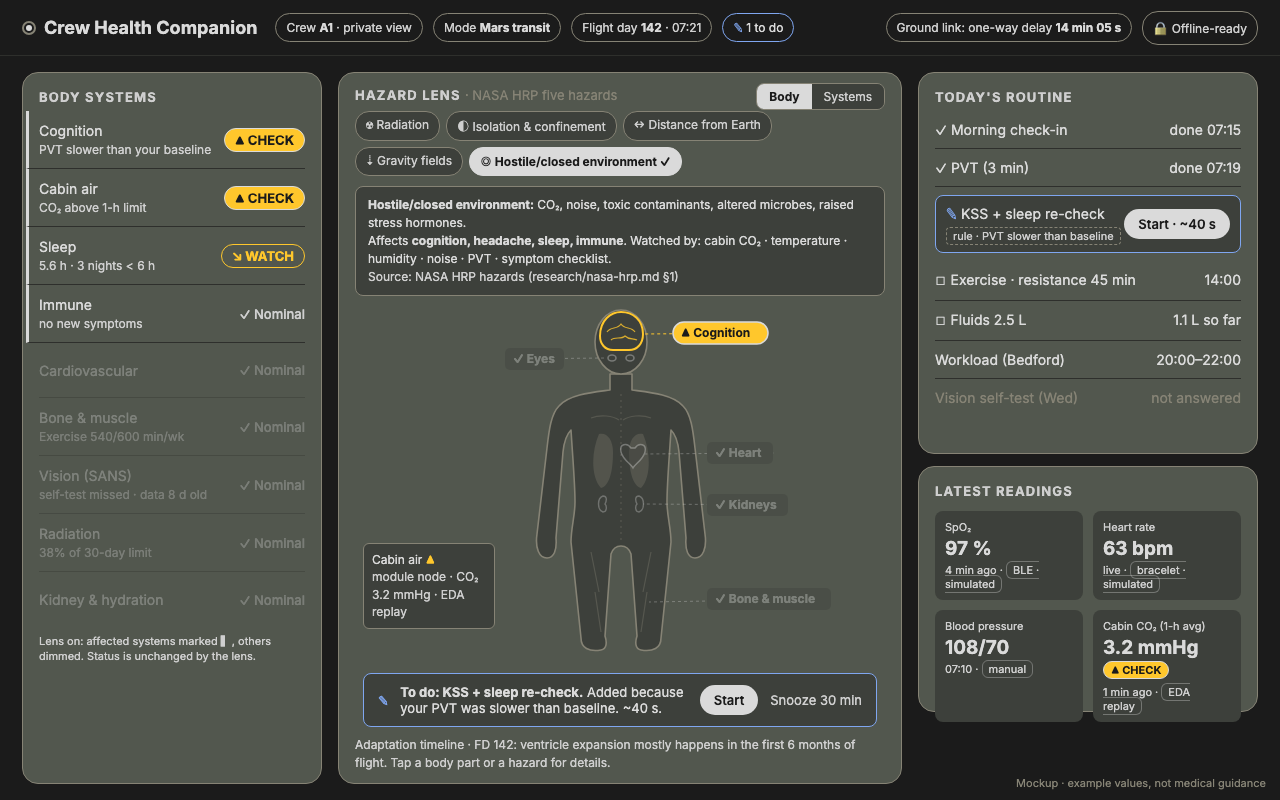 Crew Health Companion
Crew A1 · private view
Mode Mars transit
Flight day 142 · 07:21
✎ 1 to do
Ground link: one-way delay 14 min 05 s
🔒 Offline-ready
BODY SYSTEMS
Cognition
PVT slower than your baseline
▲ CHECK
Cabin air
CO₂ above 1-h limit
▲ CHECK
Sleep
5.6 h · 3 nights < 6 h
↘ WATCH
Immune
no new symptoms
✓ Nominal
Cardiovascular
✓ Nominal
Bone & muscle
Exercise 540/600 min/wk
✓ Nominal
Vision (SANS)
self-test missed · data 8 d old
✓ Nominal
Radiation
38% of 30-day limit
✓ Nominal
Kidney & hydration
✓ Nominal
Lens on: affected systems marked ▌, others
dimmed. Status is unchanged by the lens.
HAZARD LENS · NASA HRP five hazards
Body
Systems
☢ Radiation
◐ Isolation & confinement
↔ Distance from Earth
⇣ Gravity fields
◎ Hostile/closed environment ✓
Hostile/closed environment: CO₂, noise, toxic contaminants, altered microbes, raised
stress hormones.
Affects cognition, headache, sleep, immune. Watched by: cabin CO₂ · temperature ·
humidity · noise · PVT · symptom checklist.
Source: NASA HRP hazards (research/nasa-hrp.md §1)
▲ Cognition
✓ Eyes
✓ Heart
✓ Kidneys
✓ Bone & muscle
Cabin air ▲
module node · CO₂
3.2 mmHg · EDA
replay
✎
To do: KSS + sleep re-check. Added because
your PVT was slower than baseline. ~40 s.
Start
Snooze 30 min
Adaptation timeline · FD 142: ventricle expansion mostly happens in the first 6 months of
flight. Tap a body part or a hazard for details.
TODAY'S ROUTINE
✓ Morning check-in
done 07:15
✓ PVT (3 min)
done 07:19
✎ KSS + sleep re-check
rule · PVT slower than baseline
Start · ~40 s
☐ Exercise · resistance 45 min
14:00
☐ Fluids 2.5 L
1.1 L so far
Workload (Bedford)
20:00–22:00
Vision self-test (Wed)
not answered
LATEST READINGS
SpO₂
97 %
4 min ago · BLE ·
simulated
Heart rate
63 bpm
live · bracelet ·
simulated
Blood pressure
108/70
07:10 · manual
Cabin CO₂ (1-h avg)
3.2 mmHg
▲ CHECK
1 min ago · EDA
replay
Mockup · example values, not medical guidance